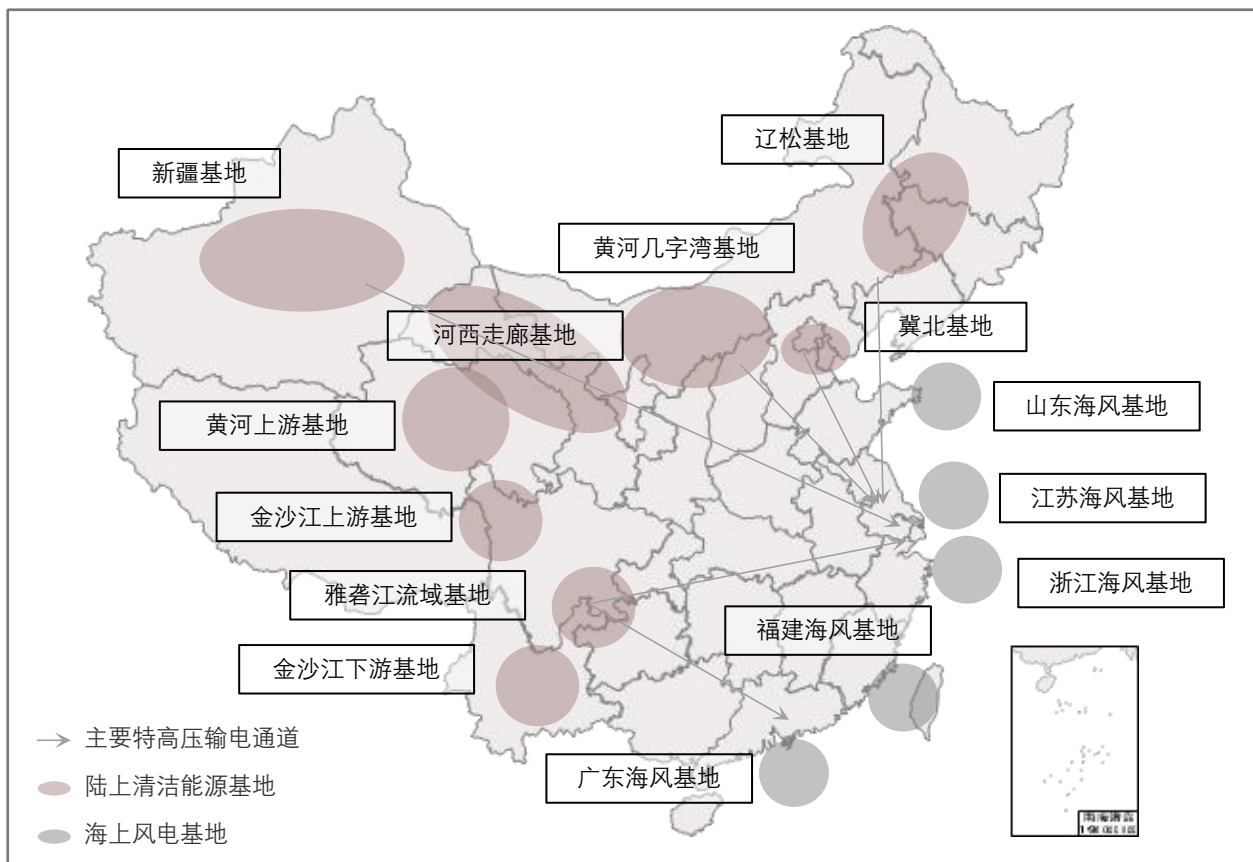 辽松基地
新疆基地
黄河几字湾基地
河西走廊基地
冀北基地
山东海风基地
黄河上游基地
江苏海风基地
金沙江上游基地
浙江海风基地
雅砻江流域基地
福建海风基地
金沙江下游基地
主要特高压输电通道
广东海风基地
陆上清洁能源基地
海上风电基地